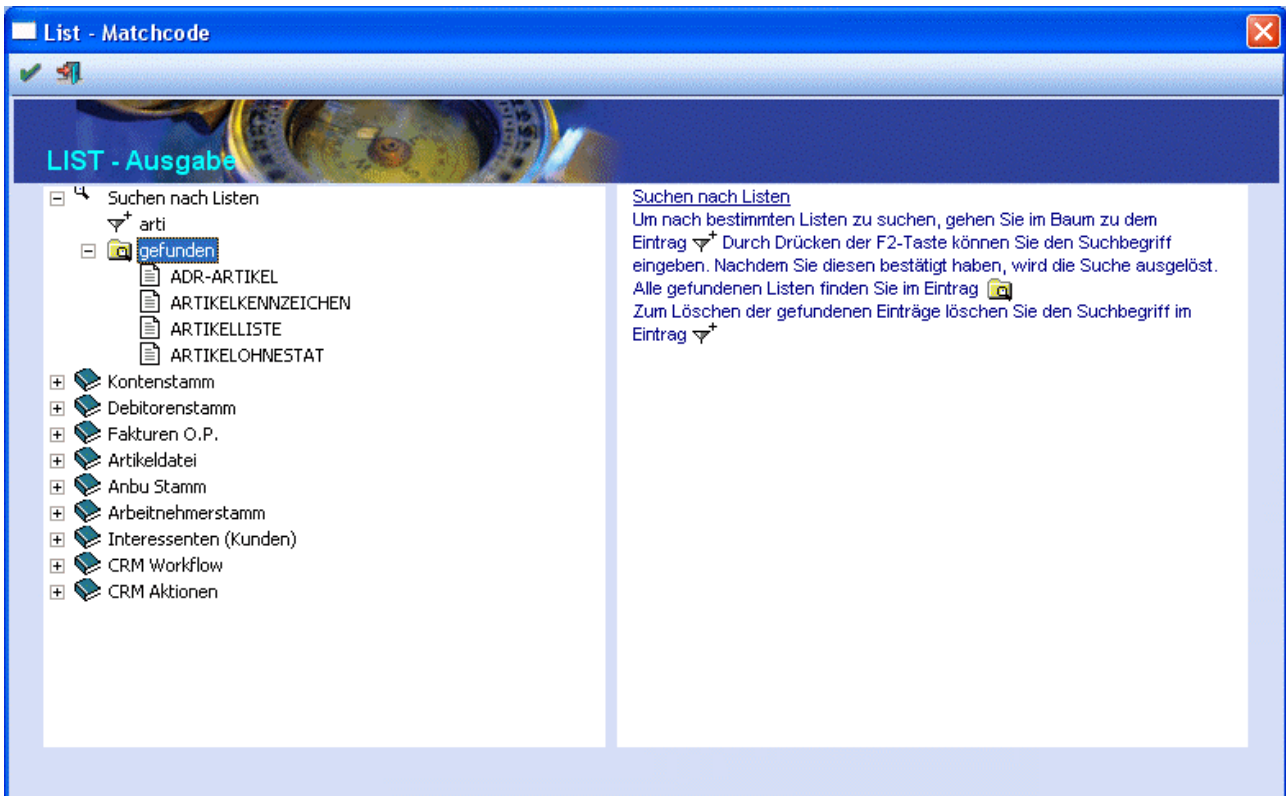 List - Matchcode
LIST - Ausgabe
Suchen nach Listen
arti
gefunden
ADR-ARTIKEL
ARTIKELKENNZEICHEN
ARTIKELLISTE
ARTIKELOHNESTAT
Kontenstamm
Debitorenstamm
Fakturen O.P.
Artikeldatei
Anbu Stamm
Arbeitnehmerstamm
Interessenten (Kunden)
CRM Workflow
CRM Aktionen
Suchen nach Listen
Um nach bestimmten Listen zu suchen, gehen Sie im Baum zu dem
Eintrag Durch Drücken der F2-Taste können Sie den Suchbegriff
eingeben. Nachdem Sie diesen bestätigt haben, wird die Suche ausgelöst.
Alle gefundenen Listen finden Sie im Eintrag
Zum Löschen der gefundenen Einträge löschen Sie den Suchbegriff im
Eintrag